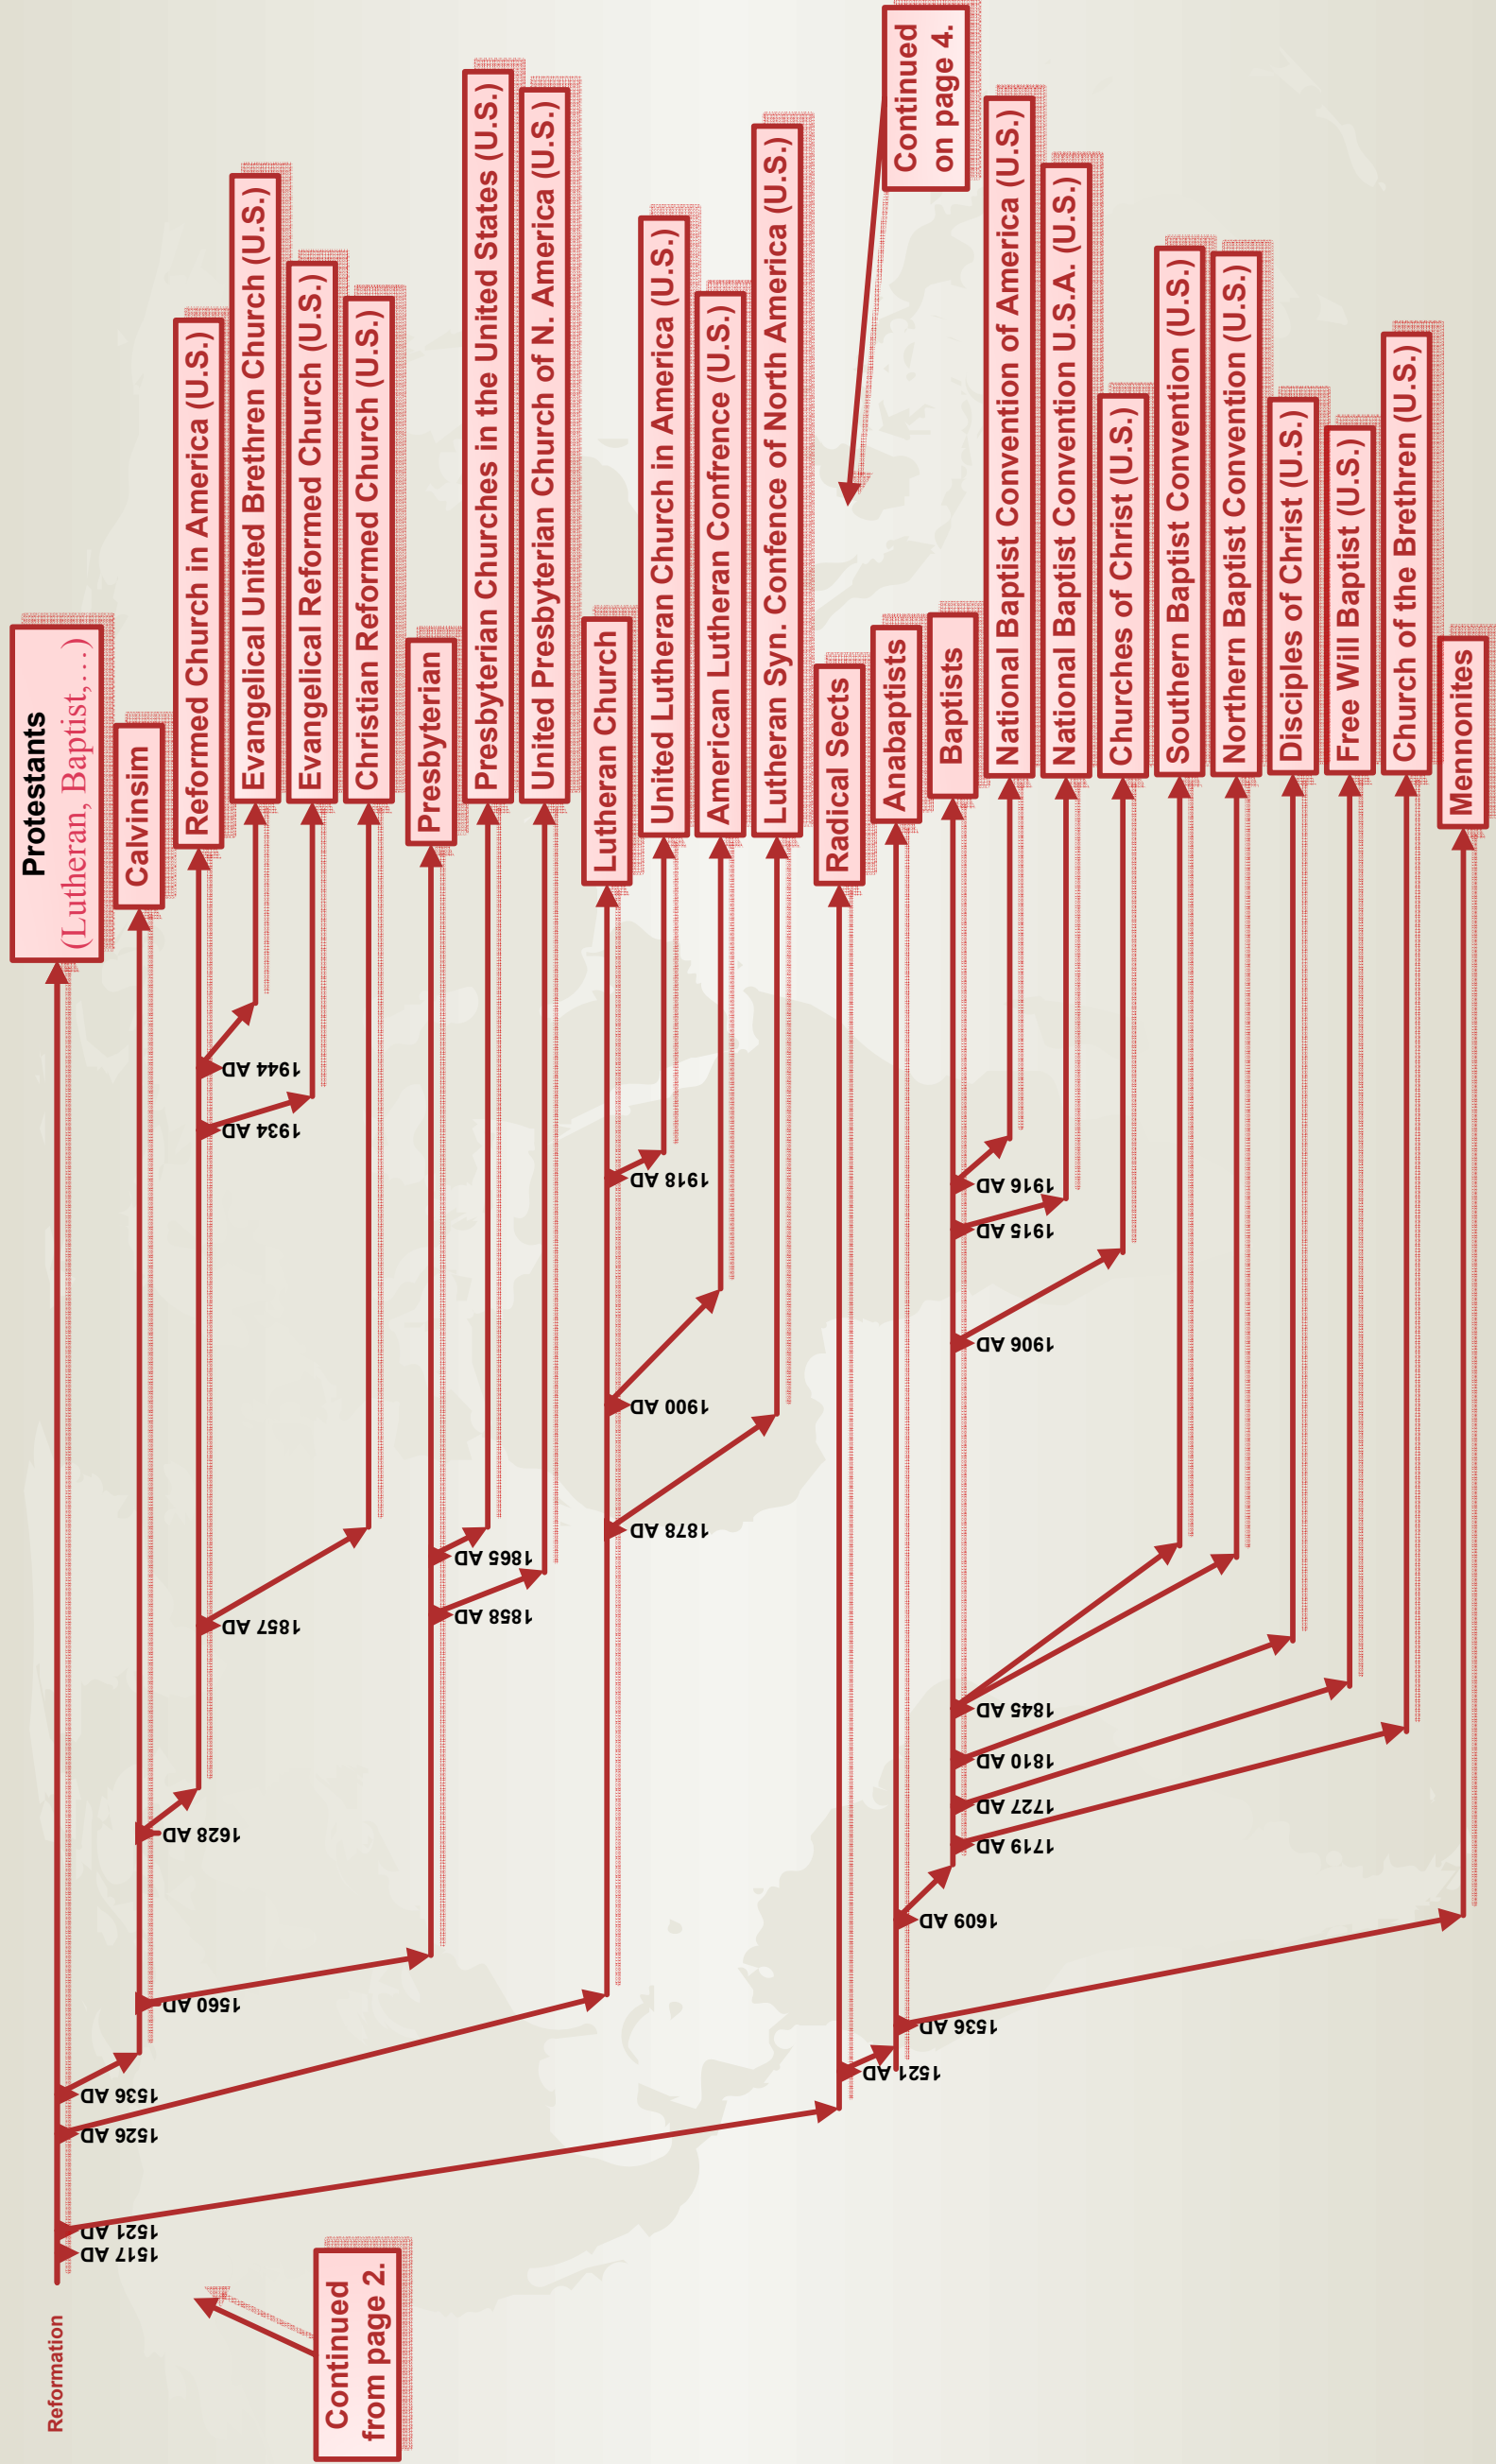 Reformation
Continued
from page 2.
1517 AD
1521 AD
1526 AD
1536 AD
Protestants
(Lutheran, Baptist,…)
1560 AD
1628 AD
Calvinsim
1857 AD
1934 AD
1944 AD
Reformed Church in America (U.S.)
Evangelical United Brethren Church (U.S.)
Evangelical Reformed Church (U.S.)
Christian Reformed Church (U.S.)
1858 AD
1865 AD
Presbyterian
Presbyterian Churches in the United States (U.S.)
United Presbyterian Church of N. America (U.S.)
1878 AD
1900 AD
1918 AD
Lutheran Church
United Lutheran Church in America (U.S.)
American Lutheran Confrence (U.S.)
Lutheran Syn. Confence of North America (U.S.)
1521 AD
Radical Sects
Continued
on page 4.
1536 AD
1609 AD
Anabaptists
1719 AD
1727 AD
1810 AD
1845 AD
1906 AD
1915 AD
1916 AD
Baptists
National Baptist Convention of America (U.S.)
National Baptist Convention U.S.A. (U.S.)
Churches of Christ (U.S.)
Southern Baptist Convention (U.S.)
Northern Baptist Convention (U.S.)
Disciples of Christ (U.S.)
Free Will Baptist (U.S.)
Church of the Brethren (U.S.)
Mennonites